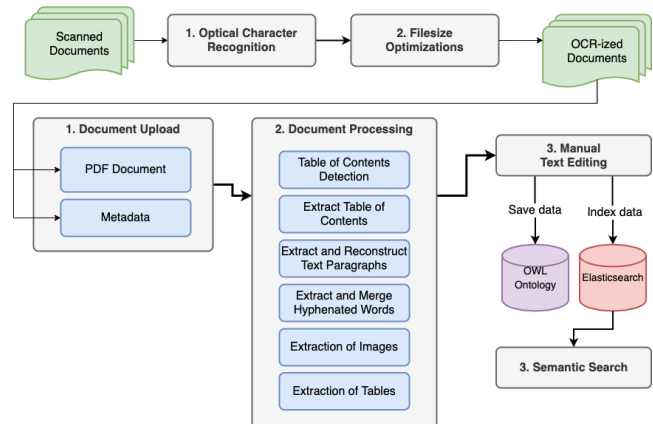 Scanned
Documents
1. Optical Character
Recognition
2. Filesize
Optimizations
OCR-ized
Documents
1. Document Upload
PDF Document
Metadata
2. Document Processing
Table of Contents
Detection
Extract Table of
Contents
Extract and Reconstruct
Text Paragraphs
Extract and Merge
Hyphenated Words
Extraction of Images
Extraction of Tables
3. Manual
Text Editing
Save data
Index data
OWL
Ontology
Elasticsearch
3. Semantic Search